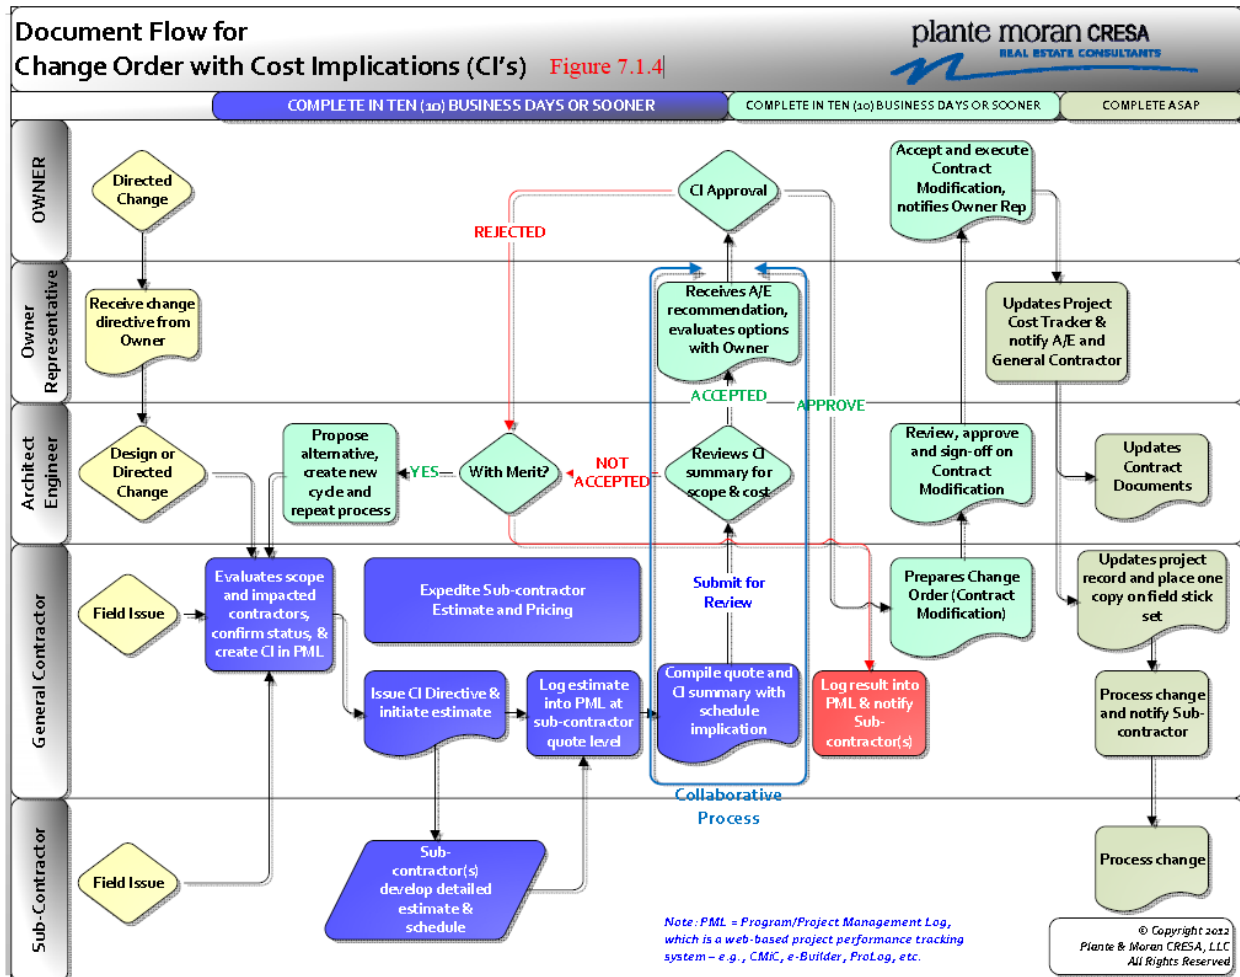 Document Flow for
Change Order with Cost Implications (CI's) Figure 7.1.4
plante moran CRESA
REAL ESTATE CONSULTANTS
COMPLETE IN TEN (10) BUSINESS DAYS OR SOONER
COMPLETE IN TEN (10) BUSINESS DAYS OR SOONER
COMPLETE ASAP
OWNER
Directed
Change
REJECTED
CI Approval
Accept and execute
Contract
Modification,
notifies Owner Rep
Owner
Representative
Receive change
directive from
Owner
Receives A/E
recommendation,
evaluates options
with Owner
Updates Project
Cost Tracker &
notify A/E and
General Contractor
ACCEPTED
APPROVE
Architect
Engineer
Design or
Directed
Change
Propose
alternative,
create new
cycle and
repeat process
YES
With Merit?
NOT
ACCEPTED
Reviews CI
summary for
scope & cost
Review, approve
and sign-off on
Contract
Modification
Updates
Contract
Documents
General Contractor
Field Issue
Evaluates scope
and impacted
contractors,
confirm status, &
create CI in PML
Expedite Sub-contractor
Estimate and Pricing
Submit for
Review
Prepares Change
Order (Contract
Modification)
Updates project
record and place one
copy on field stick
set
Issue CI Directive &
initiate estimate
Log estimate
into PML at
sub-contractor
quote level
Compile quote and
CI summary with
schedule
implication
Log result into
PML & notify
Sub-
contractor(s)
Process change
and notify Sub-
contractor
Collaborative
Process
Sub-Contractor
Field Issue
Sub-
contractor(s)
develop detailed
estimate &
schedule
Process change
Note: PML = Program/Project Management Log,
which is a web-based project performance tracking
system – e.g., CMiC, e-Builder, ProLog, etc.
© Copyright 2012
Plante & Moran CRESA, LLC
All Rights Reserved